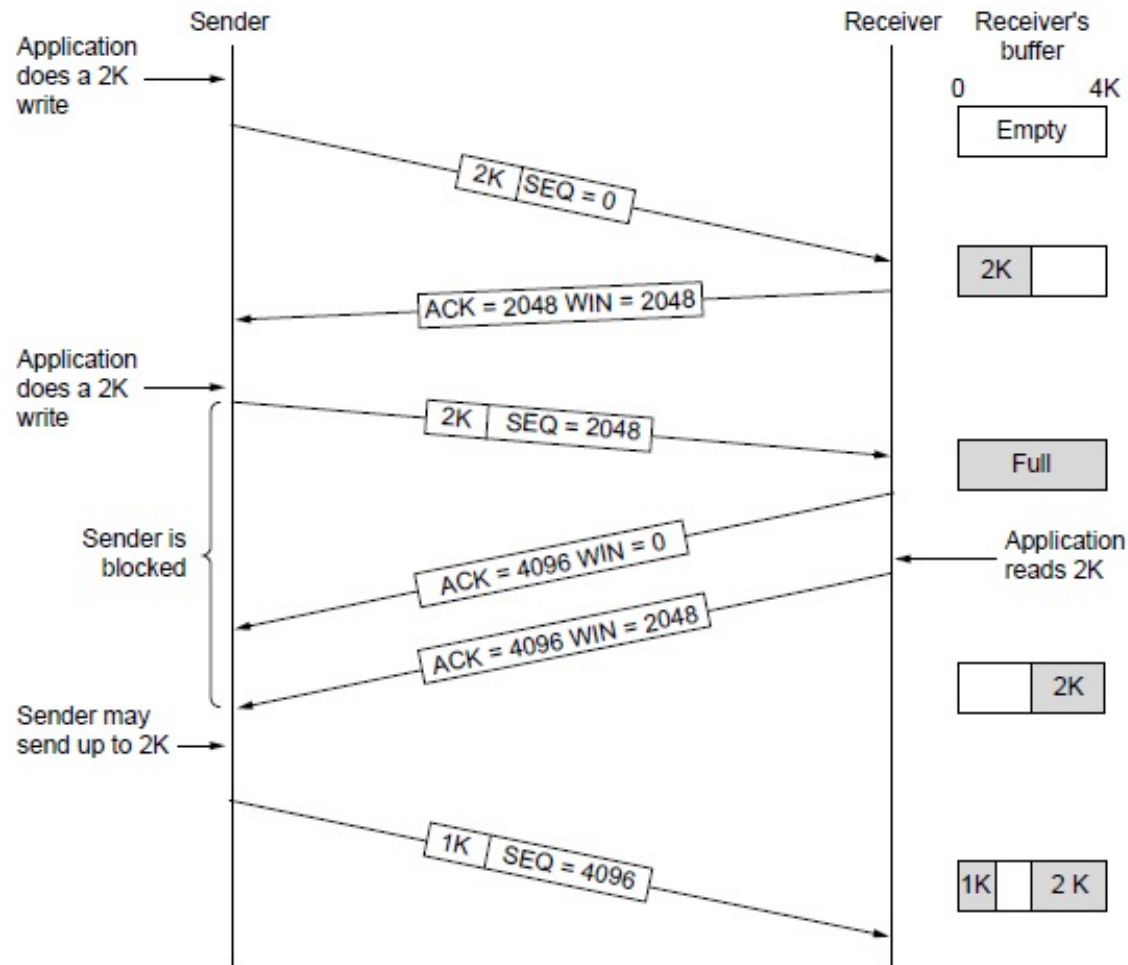 Sender
Receiver
Receiver's
buffer
Application
does a 2K
write
0
4K
Empty
2K SEQ = 0
2K
ACK = 2048 WIN = 2048
Application
does a 2K
write
2K SEQ = 2048
Full
Sender is
blocked
ACK = 4096 WIN = 0
Application
reads 2K
ACK = 4096 WIN = 2048
2K
Sender may
send up to 2K
1K SEQ = 4096
1K 2 K